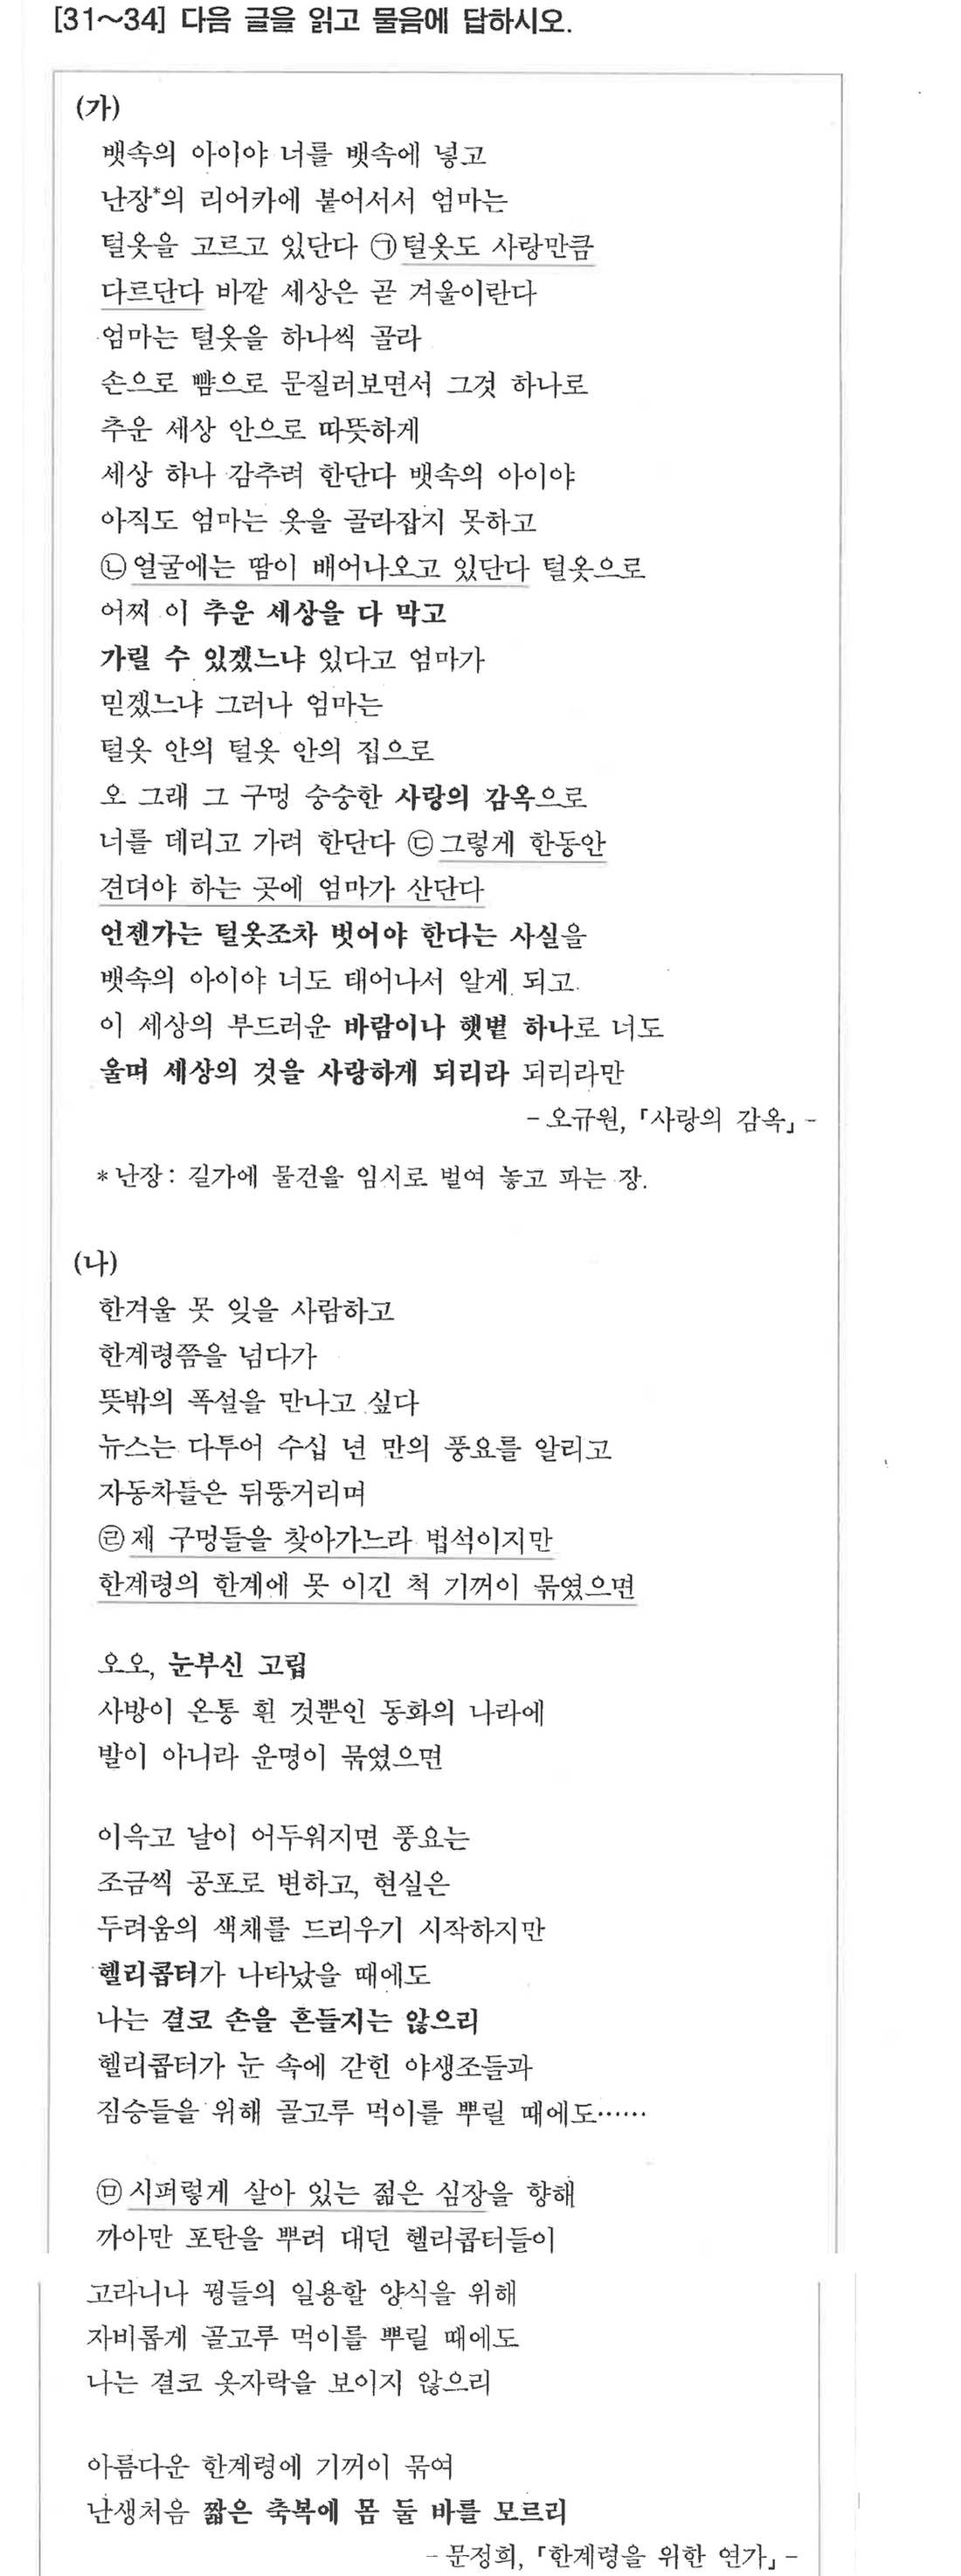 [31~34] 다음 글을 읽고 물음에 답하시오.
(가)
뱃속의 아이야 너를 뱃속에 넣고
난장*의 리어카에 붙어서서 엄마는
털옷을 고르고 있단다 ㉠털옷도 사랑만큼
다르단다 바깥 세상은 곧 겨울이란다
엄마는 털옷을 하나씩 골라
손으로 뺨으로 문질러보면서 그것 하나로
추운 세상 안으로 따뜻하게
세상 하나 감추려 한단다 뱃속의 아이야
아직도 엄마는 옷을 골라잡지 못하고
㉡얼굴에는 땀이 배어나오고 있단다 털옷으로
어찌 이 추운 세상을 다 막고
가릴 수 있겠느냐 있다고 엄마가
믿겠느냐 그러나 엄마는
털옷 안의 털옷 안의 집으로
오 그래 그 구멍 숭숭한 사랑의 감옥으로
너를 데리고 가려 한단다 ㉢그렇게 한동안
견뎌야 하는 곳에 엄마가 산단다
언젠가는 털옷조차 벗어야 한다는 사실을
뱃속의 아이야 너도 태어나서 알게 되고
이 세상의 부드러운 바람이나 햇볕 하나로 너도
울며 세상의 것을 사랑하게 되리라 되리라만
- 오규원, 「사랑의 감옥」 -
* 난장 : 길가에 물건을 임시로 벌여 놓고 파는 장.
(나)
한겨울 못 잊을 사람하고
한계령쯤을 넘다가
뜻밖의 폭설을 만나고 싶다
뉴스는 다투어 수십 년 만의 풍요를 알리고
자동차들은 뒤뚱거리며
㉣제 구멍들을 찾아가느라 법석이지만
한계령의 한계에 못 이긴 척 기꺼이 묶였으면
오오, 눈부신 고립
사방이 온통 흰 것뿐인 동화의 나라에
발이 아니라 운명이 묶였으면
이윽고 날이 어두워지면 풍요는
조금씩 공포로 변하고, 현실은
두려움의 색채를 드리우기 시작하지만
헬리콥터가 나타났을 때에도
나는 결코 손을 흔들지는 않으리
헬리콥터가 눈 속에 갇힌 야생조들과
짐승들을 위해 골고루 먹이를 뿌릴 때에도……
㉤시퍼렇게 살아 있는 젊은 심장을 향해
까아만 포탄을 뿌려 대던 헬리콥터들이
고라니나 꿩들의 일용할 양식을 위해
자비롭게 골고루 먹이를 뿌릴 때에도
나는 결코 옷자락을 보이지 않으리
아름다운 한계령에 기꺼이 묶여
난생처음 짧은 축복에 몸 둘 바를 모르리
- 문정희, 「한계령을 위한 연가」 -